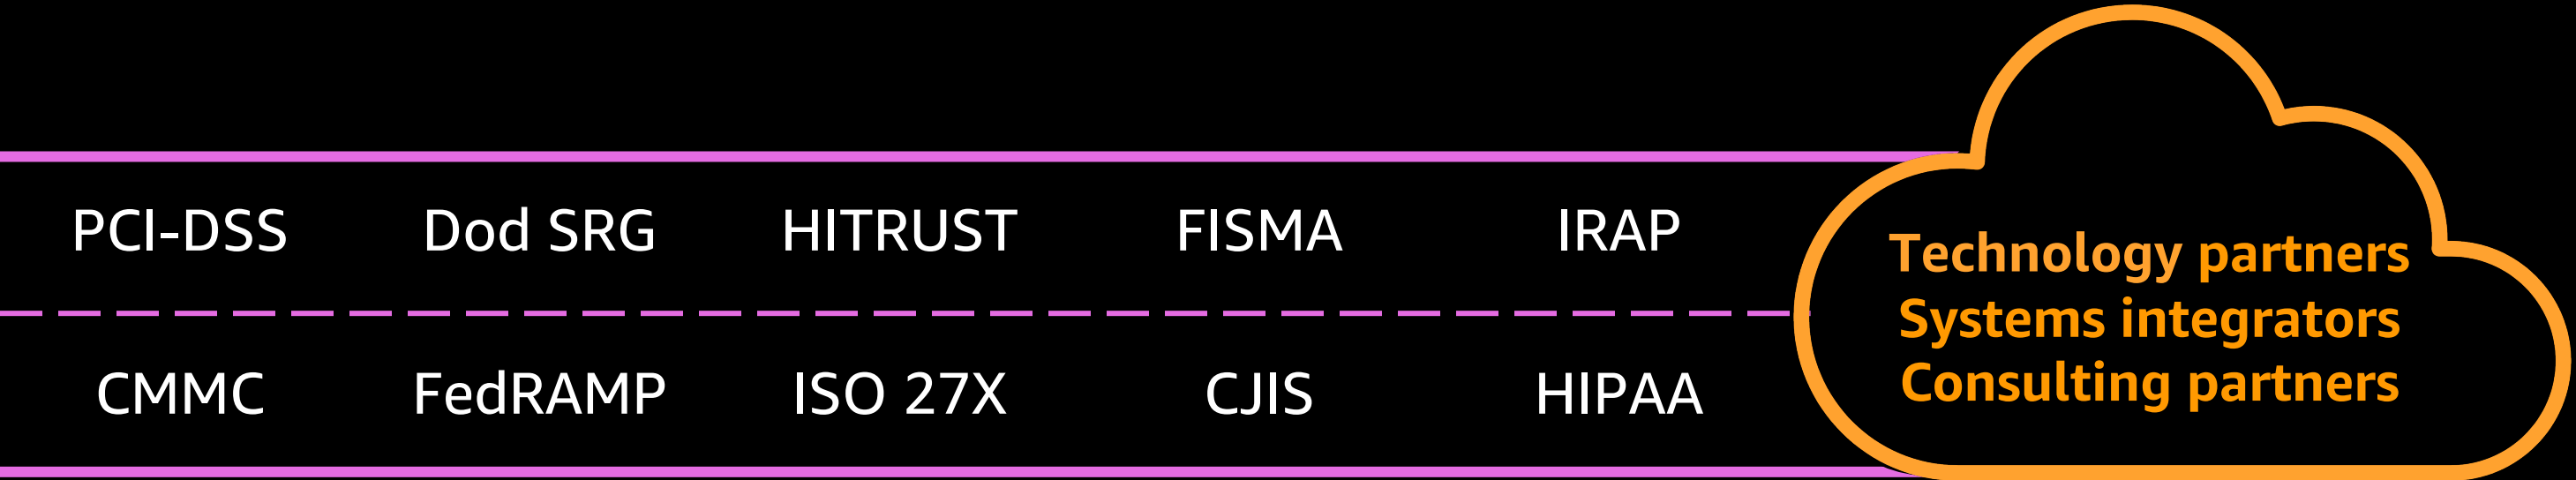 PCI-DSS Dod SRG HITRUST FISMA IRAP
CMMC FedRAMP ISO 27X CJIS HIPAA
Technology partners
Systems integrators
Consulting partners